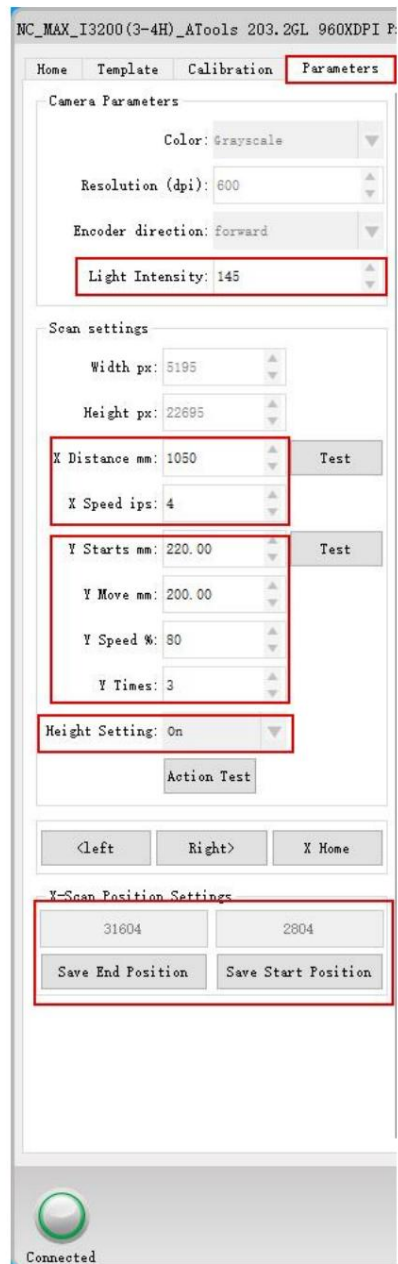 NC_MAX_I3200(3-4H)_ATools 203.2GL 960XDPI
Home Template Calibration Parameters
Camera Parameters
Color: Grayscale
Resolution (dpi): 600
Encoder direction: forward
Light Intensity: 145
Scan settings
Width px: 5195
Height px: 22695
X Distance mm: 1050 Test
X Speed ips: 4
Y Starts mm: 220.00 Test
Y Move mm: 200.00
Y Speed %: 80
Y Times: 3
Height Setting: On
Action Test
<left Right> X Home
X-Scan Position Settings
31604 2804
Save End Position Save Start Position
Connected